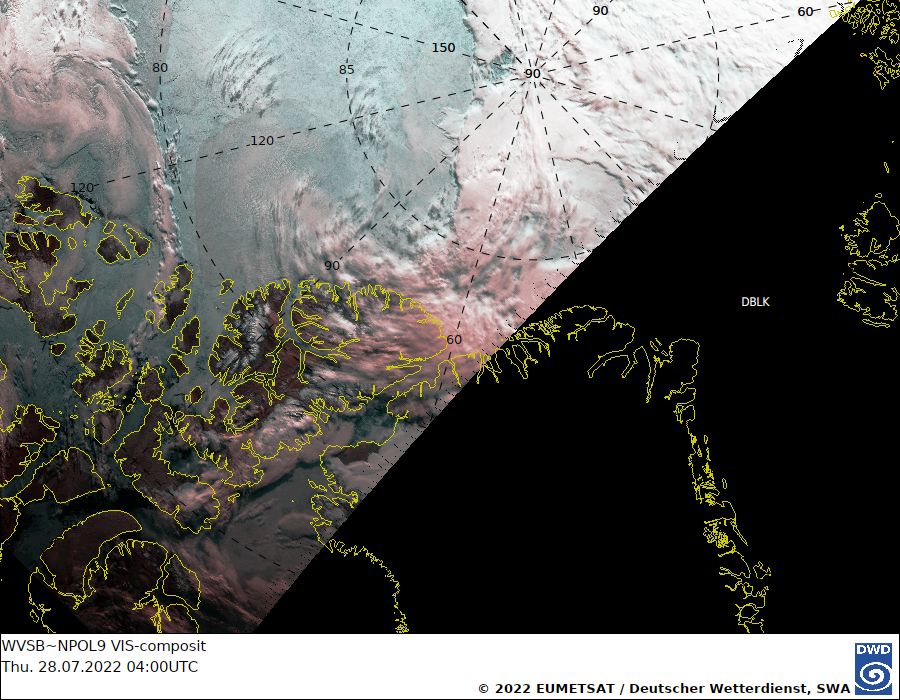 90
60
150
80
85
90
120
120
90
60
75
DBLK
WVSB~NPOL9 VIS-composit
Thu. 28.07.2022 04:00UTC
DWD
© 2022 EUMETSAT / Deutscher Wetterdienst, SWA